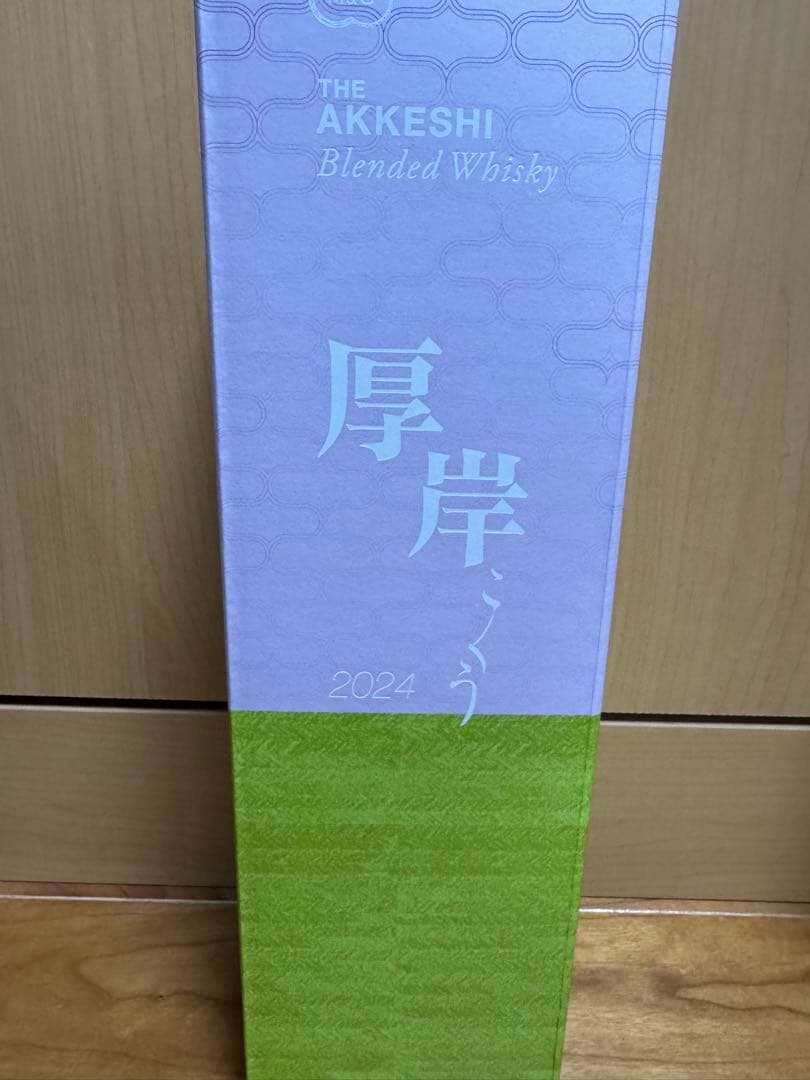 THE
AKKESHI
Blended Whisky
厚岸
こくう
2024